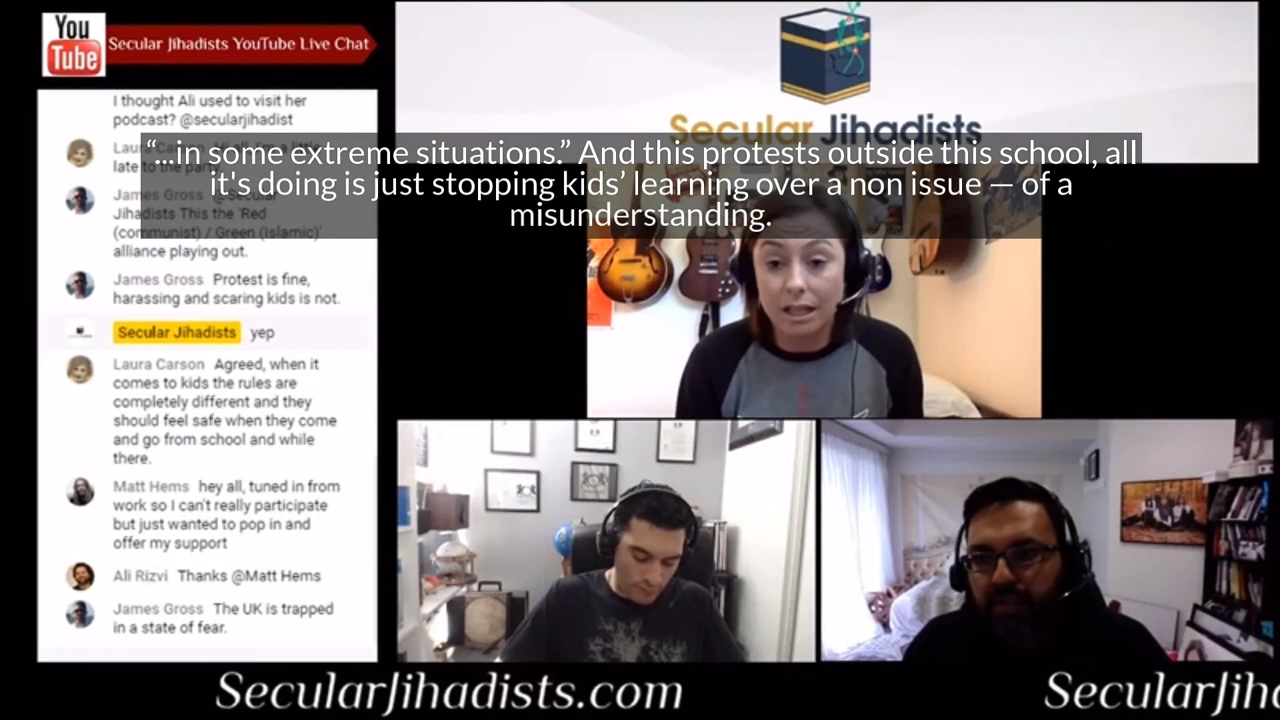 You
Tube
Secular Jihadists YouTube Live Chat
I thought Ali used to visit her
podcast? @secularjihadist
late to the party
James Gross @Secular
Jihadists This the 'Red
(communist) / Green (Islamic)'
alliance playing out.
James Gross Protest is fine,
harassing and scaring kids is not.
Secular Jihadists yep
Laura Carson Agreed, when it
comes to kids the rules are
completely different and they
should feel safe when they come
and go from school and while
there.
Matt Hems hey all, tuned in from
work so I can't really participate
but just wanted to pop in and
offer my support
Ali Rizvi Thanks @Matt Hems
James Gross The UK is trapped
in a state of fear.
Secular Jihadists
“...in some extreme situations.” And this protests outside this school, all
it's doing is just stopping kids’ learning over a non issue — of a
misunderstanding.
SecularJihadists.com
SecularJih